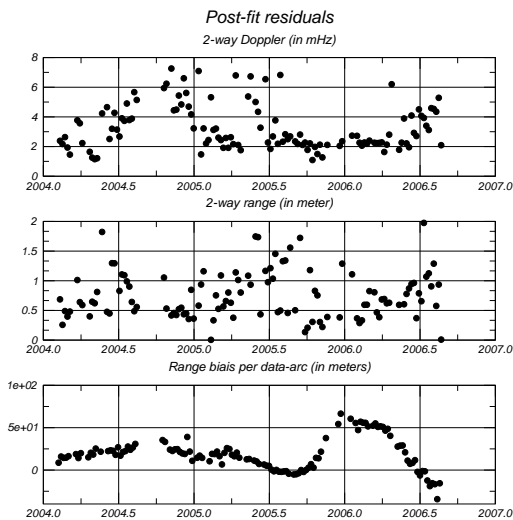 Post-fit residuals
2-way Doppler (in mHz)
8
6
4
2
0
2004.0 2004.5 2005.0 2005.5 2006.0 2006.5 2007.0
2-way range (in meter)
2
1.5
1
0.5
0
2004.0 2004.5 2005.0 2005.5 2006.0 2006.5 2007.0
Range biais per data-arc (in meters)
1e+02
5e+01
0
2004.0 2004.5 2005.0 2005.5 2006.0 2006.5 2007.0